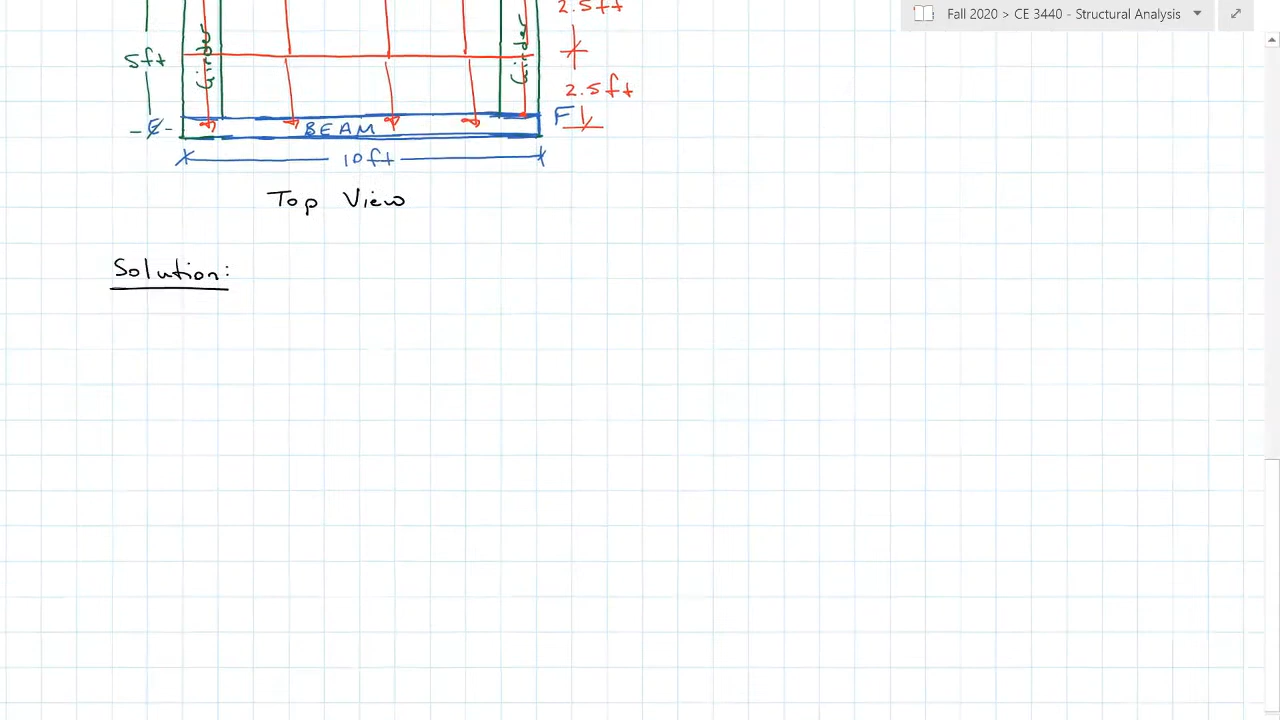 Fall 2020 > CE 3440 - Structural Analysis
2.5ft
Girder
Girder
5ft
2.5ft
F
-ȼ-
BEAM
10ft
Top View
Solution: